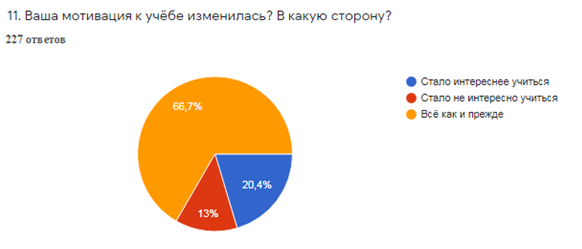 11. Ваша мотивация к учёбе изменилась? В какую сторону?
227 ответов
66,7%
20,4%
13%
Стало интереснее учиться
Стало не интересно учиться
Всё как и прежде